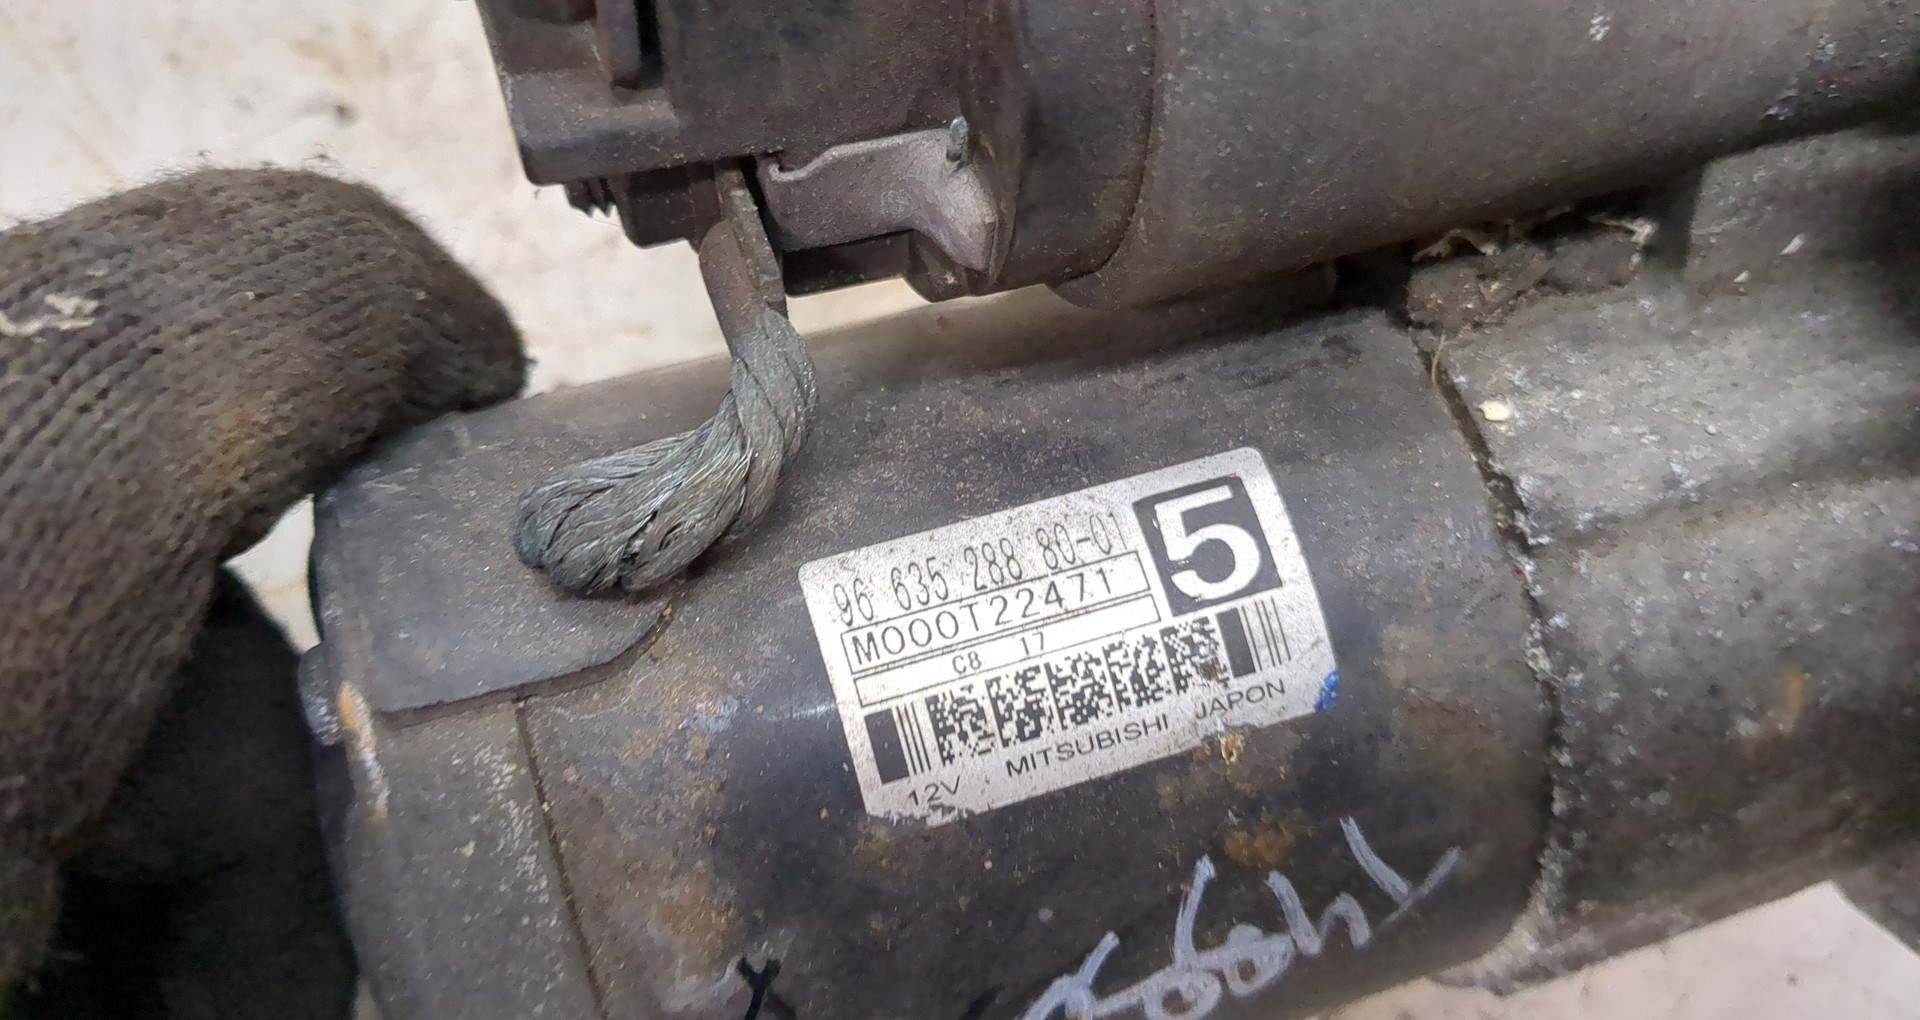 96 635 288 80-01
5
M000T22471
C8 17
12V MITSUBISHI JAPON